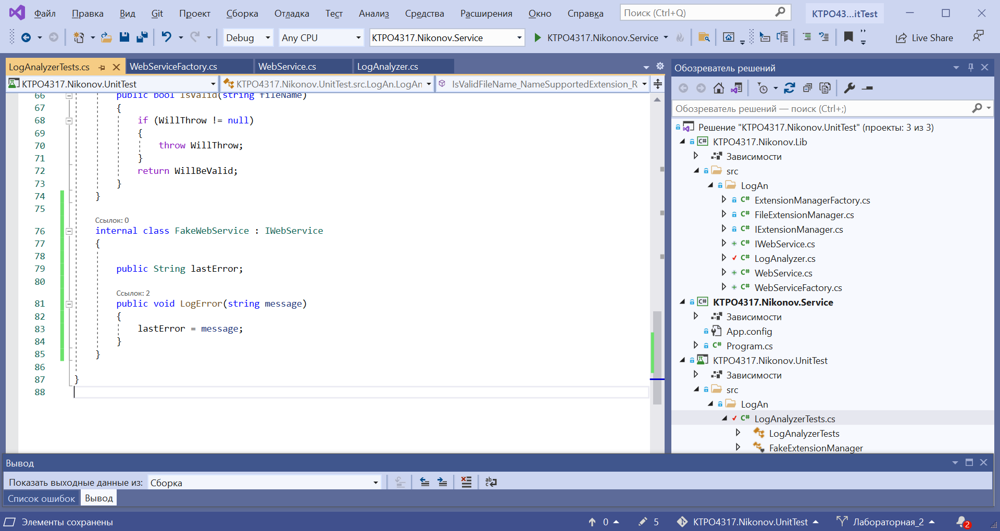 Файл Правка Вид Git Проект Сборка Отладка Тест Анализ Средства Расширения Окно Справка Поиск (Ctrl+Q) КТРО43...itTest
Debug Any CPU KTPO4317.Nikonov.Service KTPO4317.Nikonov.Service Live Share
LogAnalyzerTests.cs WebServiceFactory.cs WebService.cs LogAnalyzer.cs
KTPO4317.Nikonov.UnitTest KTPO4317.Nikonov.UnitTest.src.LogAn.LogAn IsValidFileName_NameSupportedExtension_R
66 public bool IsValid(string fileName)
67 {
68 if (WillThrow != null)
69 {
70 throw WillThrow;
71 }
72 return WillBeValid;
73 }
74 }
75
Ссылок: 0
76 internal class FakeWebService : IWebService
77 {
78
79 public String lastError;
80
Ссылок: 2
81 public void LogError(string message)
82 {
83 lastError = message;
84 }
85 }
86
87 }
88
Обозреватель решений
Обозреватель решений — поиск (Ctrl+;)
Решение "KTPO4317.Nikonov.UnitTest" (проекты: 3 из 3)
C# KTPO4317.Nikonov.Lib
Зависимости
src
LogAn
C# ExtensionManagerFactory.cs
C# FileExtensionManager.cs
C# IExtensionManager.cs
C# IWebService.cs
C# LogAnalyzer.cs
C# WebService.cs
C# WebServiceFactory.cs
C# KTPO4317.Nikonov.Service
Зависимости
App.config
C# Program.cs
KTPO4317.Nikonov.UnitTest
Зависимости
src
LogAn
C# LogAnalyzerTests.cs
LogAnalyzerTests
FakeExtensionManager
Вывод
Показать выходные данные из: Сборка
Список ошибок Вывод
Элементы сохранены 0 5 KTPO4317.Nikonov.UnitTest Лабораторная_2 2